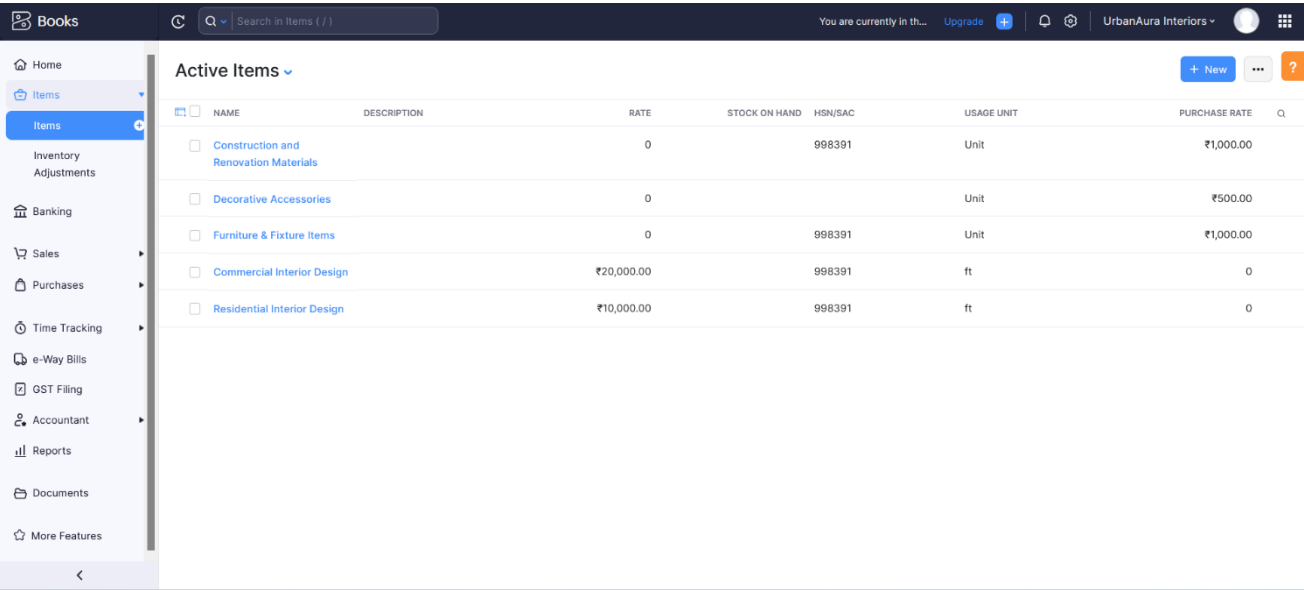 Books
Search in Items ( / )
You are currently in th...
Upgrade
UrbanAura Interiors
Home
Items
Items
Inventory
Adjustments
Banking
Sales
Purchases
Time Tracking
e-Way Bills
GST Filing
Accountant
Reports
Documents
More Features
Active Items
+ New
?
NAME DESCRIPTION RATE STOCK ON HAND HSN/SAC USAGE UNIT PURCHASE RATE
Construction and 0 998391 Unit ₹1,000.00
Renovation Materials
Decorative Accessories 0 Unit ₹500.00
Furniture & Fixture Items 0 998391 Unit ₹1,000.00
Commercial Interior Design ₹20,000.00 998391 ft 0
Residential Interior Design ₹10,000.00 998391 ft 0